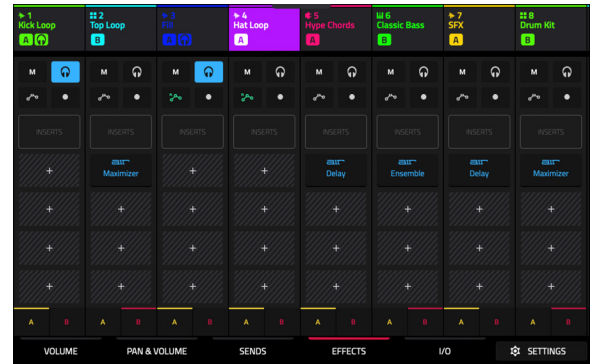 1
Kick Loop
A
2
Top Loop
B
3
Fill
A
4
Hat Loop
A
5
Hype Chords
A
6
Classic Bass
B
7
SFX
A
8
Drum Kit
B
M M M M M M M M
INSERTS INSERTS INSERTS INSERTS INSERTS INSERTS INSERTS INSERTS
+ AIR + + AIR AIR AIR AIR
Maximizer Delay Ensemble Delay Maximizer
+ + + + + + + +
+ + + + + + + +
+ + + + + + + +
A B A B A B A B A B A B A B A B
VOLUME PAN & VOLUME SENDS EFFECTS I/O SETTINGS